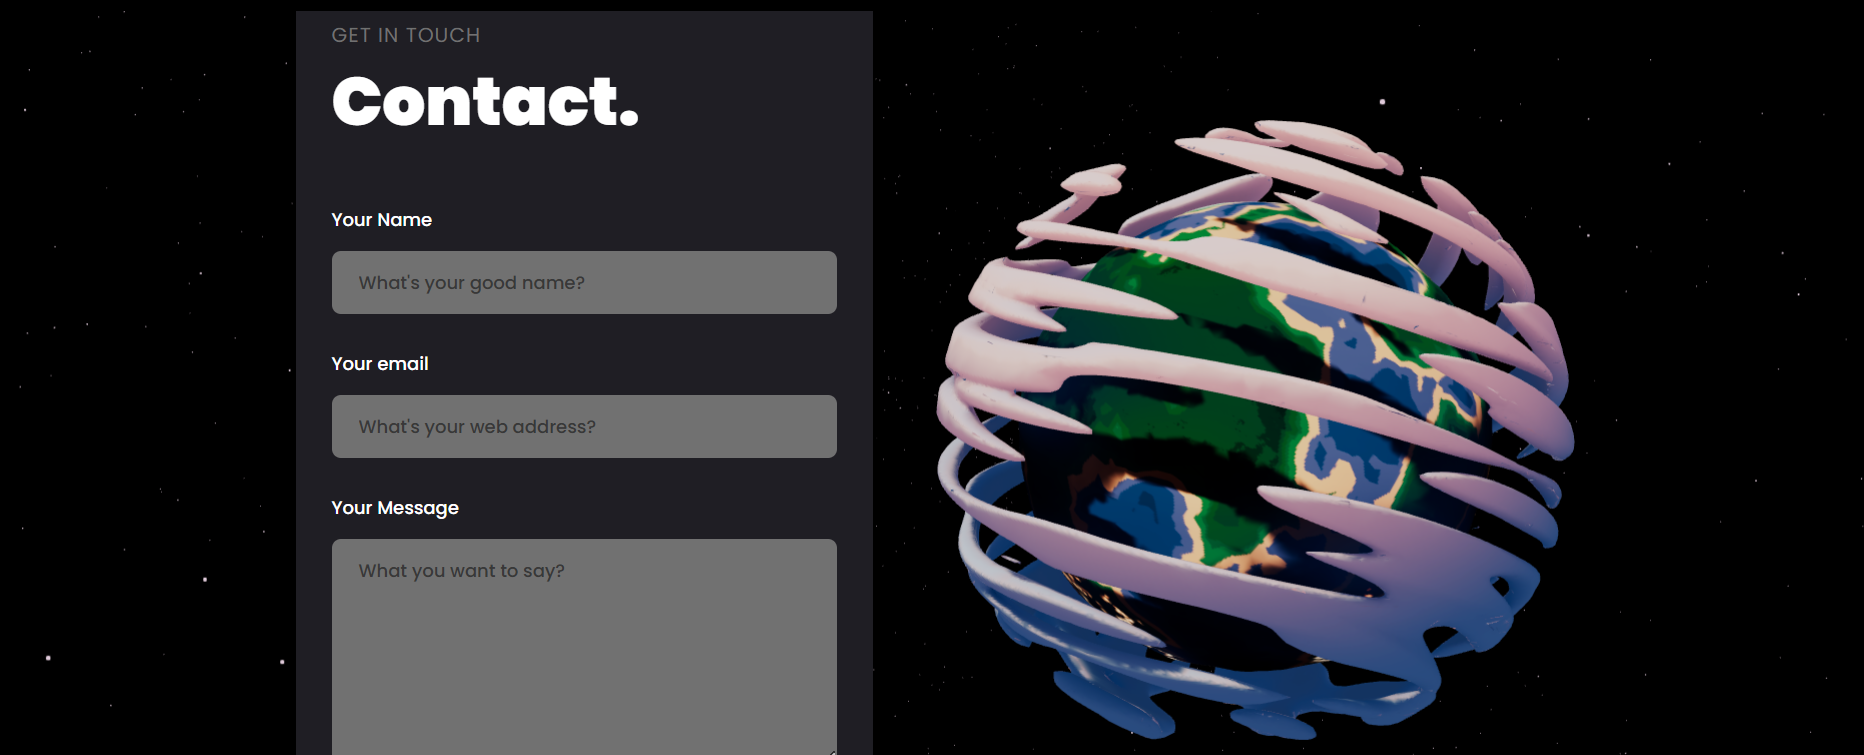 GET IN TOUCH
Contact.
Your Name
What's your good name?
Your email
What's your web address?
Your Message
What you want to say?